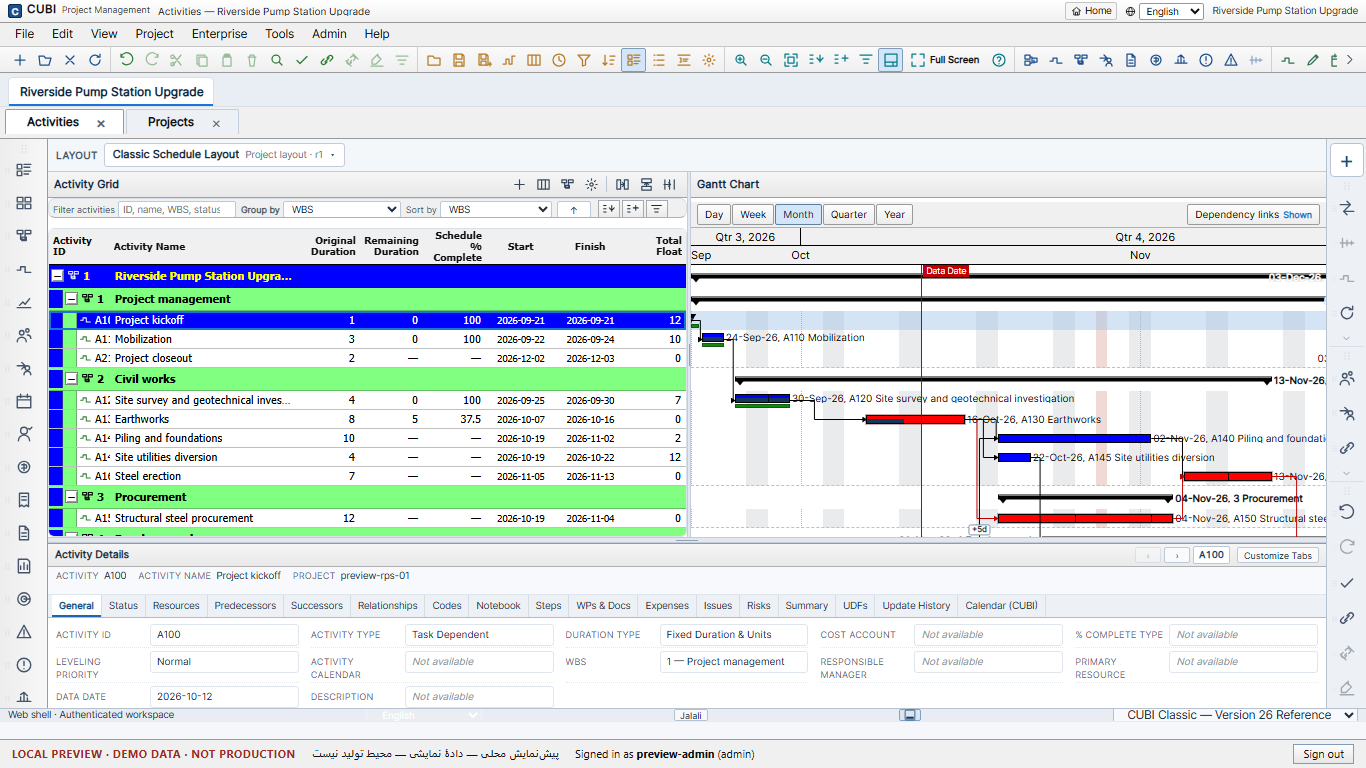 CUBI Project Management Activities — Riverside Pump Station Upgrade Home English Riverside Pump Station Upgrade
File Edit View Project Enterprise Tools Admin Help
Full Screen
Riverside Pump Station Upgrade
Activities Projects
LAYOUT Classic Schedule Layout Project layout · r1
Activity Grid
Filter activities ID, name, WBS, status Group by WBS Sort by WBS
Activity ID Activity Name Original Duration Remaining Duration Schedule % Complete Start Finish Total Float
1 Riverside Pump Station Upgra...
1 Project management
A10 Project kickoff 1 0 100 2026-09-21 2026-09-21 12
A11 Mobilization 3 0 100 2026-09-22 2026-09-24 10
A21 Project closeout 2 — — 2026-12-02 2026-12-03 0
2 Civil works
A12 Site survey and geotechnical inves... 4 0 100 2026-09-25 2026-09-30 7
A13 Earthworks 8 5 37.5 2026-10-07 2026-10-16 0
A14 Piling and foundations 10 — — 2026-10-19 2026-11-02 2
A14 Site utilities diversion 4 — — 2026-10-19 2026-10-22 12
A16 Steel erection 7 — — 2026-11-05 2026-11-13 0
3 Procurement
A15 Structural steel procurement 12 — — 2026-10-19 2026-11-04 0
Gantt Chart
Day Week Month Quarter Year Dependency links Shown
Qtr 3, 2026 Qtr 4, 2026
Sep Oct Nov
Data Date 03-Dec-26
24-Sep-26, A110 Mobilization
03
13-Nov-26,
30-Sep-26, A120 Site survey and geotechnical investigation
16-Oct-26, A130 Earthworks
02-Nov-26, A140 Piling and foundati
22-Oct-26, A145 Site utilities diversion
13-Nov-26,
04-Nov-26, 3 Procurement
04-Nov-26, A150 Structural stee
+5d
Activity Details A100 Customize Tabs
ACTIVITY A100 ACTIVITY NAME Project kickoff PROJECT preview-rps-01
General Status Resources Predecessors Successors Relationships Codes Notebook Steps WPs & Docs Expenses Issues Risks Summary UDFs Update History Calendar (CUBI)
ACTIVITY ID A100 ACTIVITY TYPE Task Dependent DURATION TYPE Fixed Duration & Units COST ACCOUNT Not available % COMPLETE TYPE Not available
LEVELING PRIORITY Normal ACTIVITY CALENDAR Not available WBS 1 — Project management RESPONSIBLE MANAGER Not available PRIMARY RESOURCE Not available
DATA DATE 2026-10-12 DESCRIPTION Not available
Web shell · Authenticated workspace English Jalali CUBI Classic — Version 26 Reference
LOCAL PREVIEW · DEMO DATA · NOT PRODUCTION پیش‌نمایش محلی — دادهٔ نمایشی — محیط تولید نیست Signed in as preview-admin (admin) Sign out